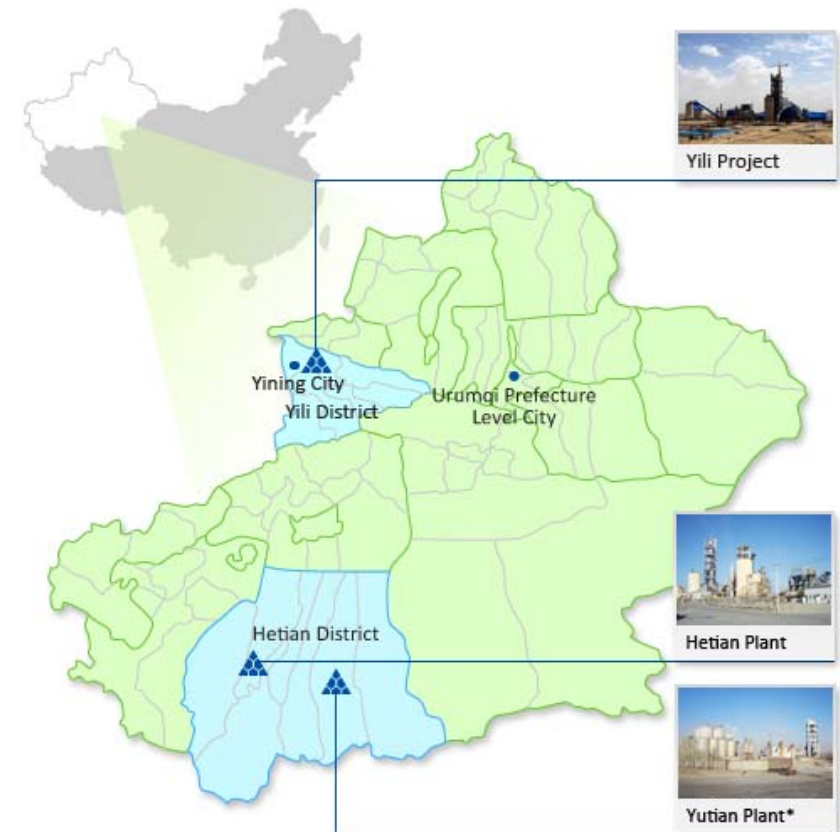 Yili Project
Yining City
Yili District
Urumqi Prefecture
Level City
Hetian District
Hetian Plant
Yutian Plant*